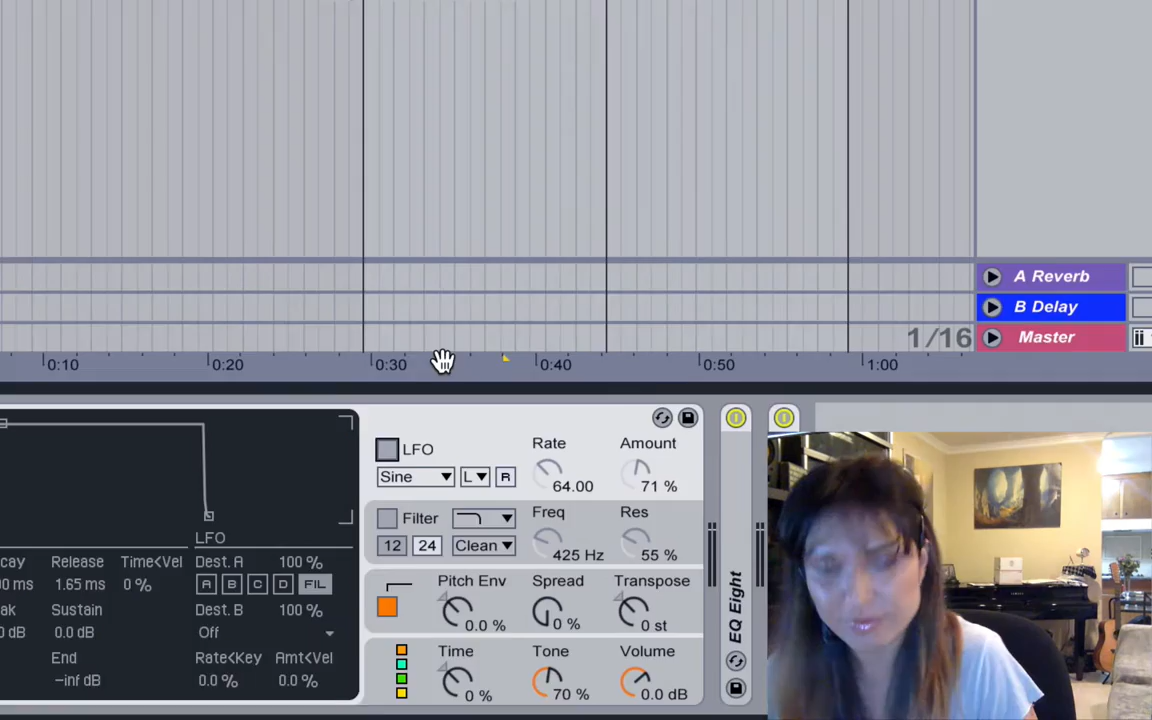 A Reverb
B Delay
1/16 Master
0:10 0:20 0:30 0:40 0:50 1:00
LFO
Rate
64.00
Amount
71 %
Sine L R
Filter
12 24 Clean
Freq
425 Hz
Res
55 %
Pitch Env
0.0 %
Spread
0 %
Transpose
0 st
Time
0 %
Tone
70 %
Volume
0.0 dB
LFO
Release Time<Vel
1.65 ms 0 %
Dest. A 100 %
A B C D FIL
Sustain
0.0 dB
Dest. B 100 %
Off
End
-inf dB
Rate<Key Amt<Vel
0.0 % 0.0 %
EQ Eight